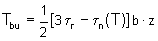 T_bu = 1/2 [3 τ_r − τ_n(T)] b · z